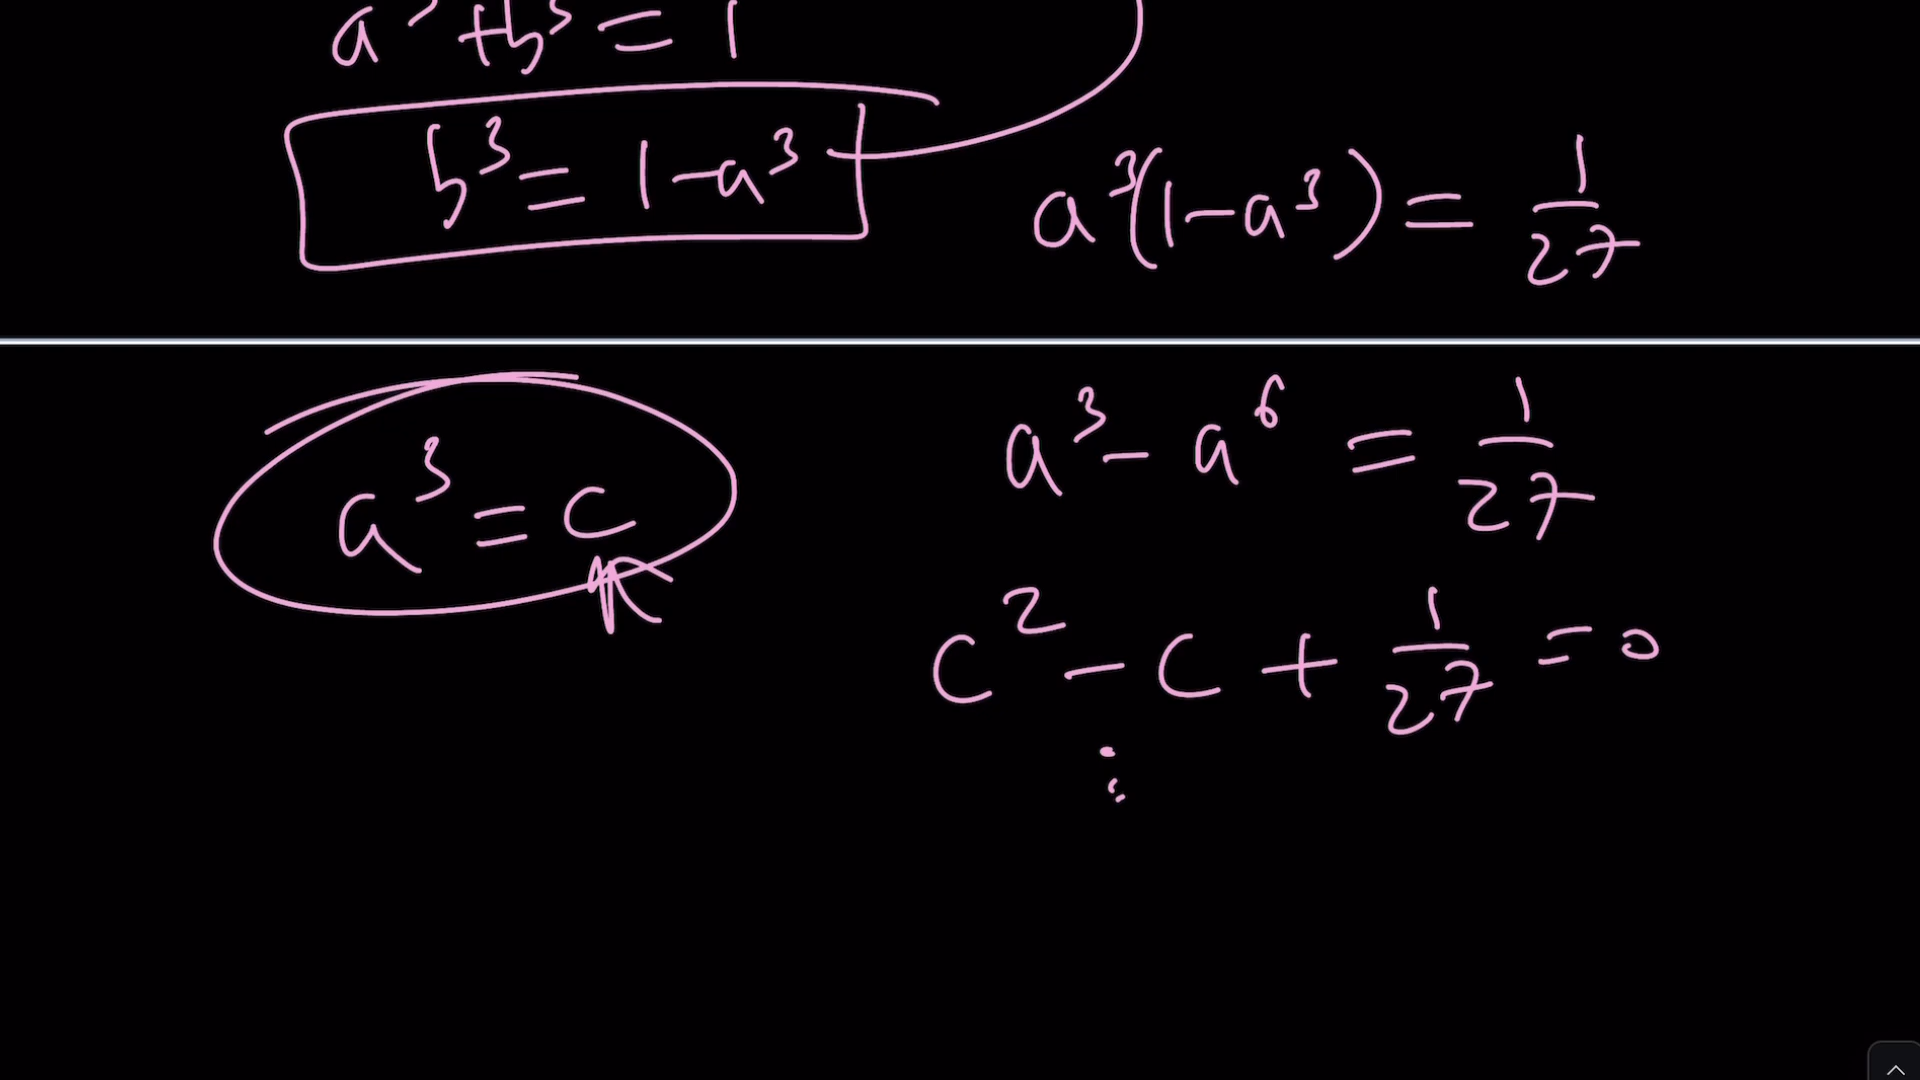 a³+b³=1
b³=1-a³
a³(1-a³)=1/27
a³=c
a³-a⁶=1/27
c²-c+1/27=0
⋮